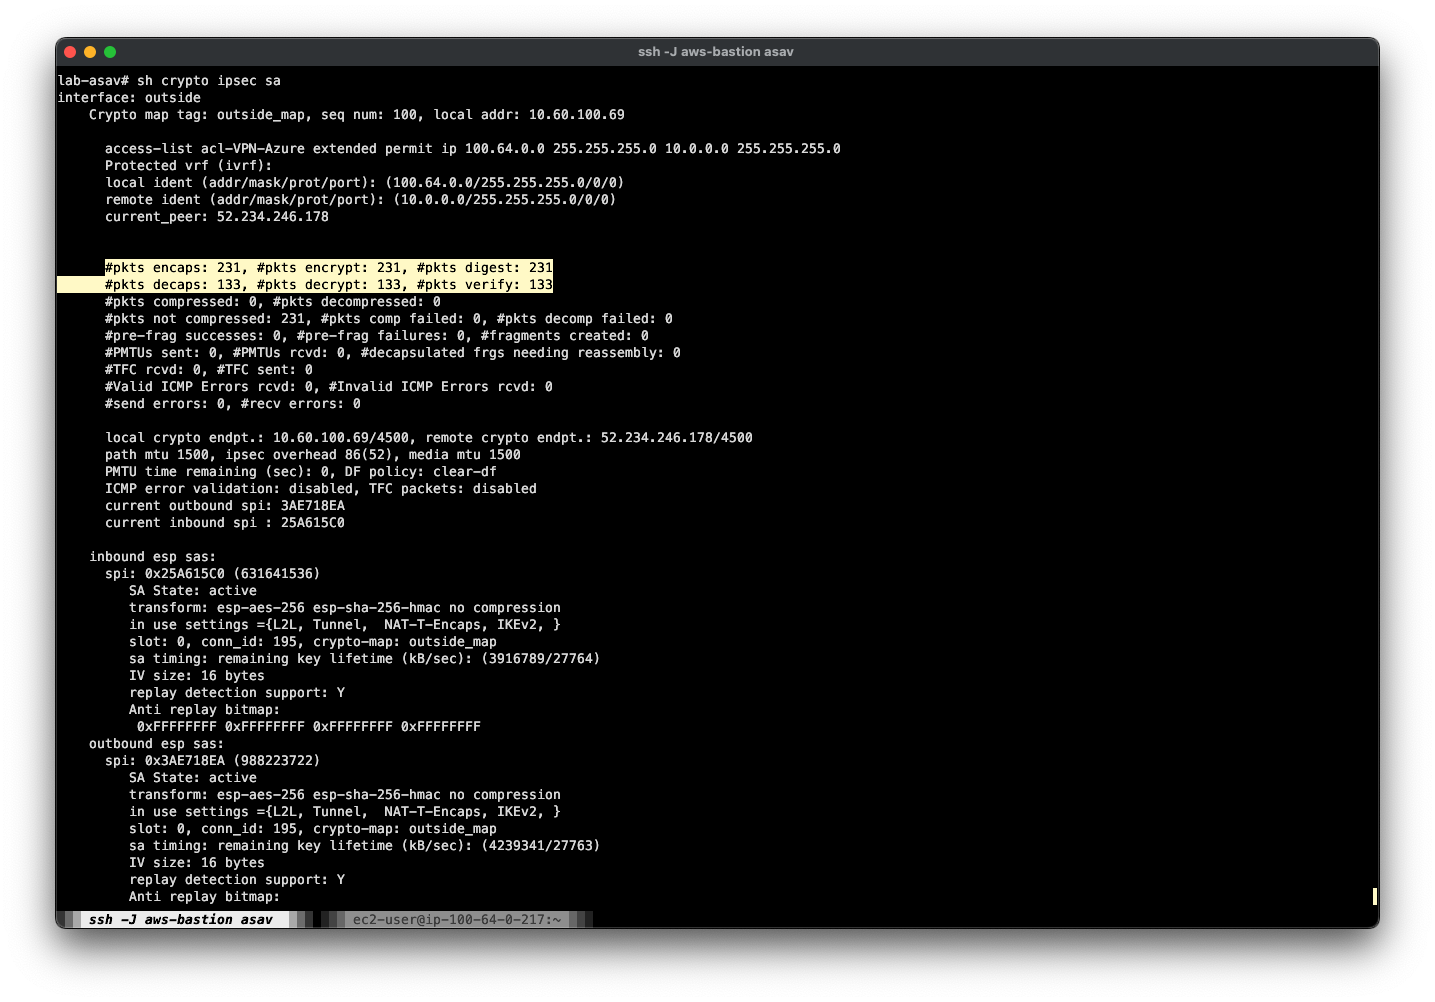 ssh -J aws-bastion asav
lab-asav# sh crypto ipsec sa
interface: outside
Crypto map tag: outside_map, seq num: 100, local addr: 10.60.100.69
access-list acl-VPN-Azure extended permit ip 100.64.0.0 255.255.255.0 10.0.0.0 255.255.255.0
Protected vrf (ivrf):
local ident (addr/mask/prot/port): (100.64.0.0/255.255.255.0/0/0)
remote ident (addr/mask/prot/port): (10.0.0.0/255.255.255.0/0/0)
current_peer: 52.234.246.178
#pkts encaps: 231, #pkts encrypt: 231, #pkts digest: 231
#pkts decaps: 133, #pkts decrypt: 133, #pkts verify: 133
#pkts compressed: 0, #pkts decompressed: 0
#pkts not compressed: 231, #pkts comp failed: 0, #pkts decomp failed: 0
#pre-frag successes: 0, #pre-frag failures: 0, #fragments created: 0
#PMTUs sent: 0, #PMTUs rcvd: 0, #decapsulated frgs needing reassembly: 0
#TFC rcvd: 0, #TFC sent: 0
#Valid ICMP Errors rcvd: 0, #Invalid ICMP Errors rcvd: 0
#send errors: 0, #recv errors: 0
local crypto endpt.: 10.60.100.69/4500, remote crypto endpt.: 52.234.246.178/4500
path mtu 1500, ipsec overhead 86(52), media mtu 1500
PMTU time remaining (sec): 0, DF policy: clear-df
ICMP error validation: disabled, TFC packets: disabled
current outbound spi: 3AE718EA
current inbound spi : 25A615C0
inbound esp sas:
spi: 0x25A615C0 (631641536)
SA State: active
transform: esp-aes-256 esp-sha-256-hmac no compression
in use settings ={L2L, Tunnel,  NAT-T-Encaps, IKEv2, }
slot: 0, conn_id: 195, crypto-map: outside_map
sa timing: remaining key lifetime (kB/sec): (3916789/27764)
IV size: 16 bytes
replay detection support: Y
Anti replay bitmap:
0xFFFFFFFF 0xFFFFFFFF 0xFFFFFFFF 0xFFFFFFFF
outbound esp sas:
spi: 0x3AE718EA (988223722)
SA State: active
transform: esp-aes-256 esp-sha-256-hmac no compression
in use settings ={L2L, Tunnel,  NAT-T-Encaps, IKEv2, }
slot: 0, conn_id: 195, crypto-map: outside_map
sa timing: remaining key lifetime (kB/sec): (4239341/27763)
IV size: 16 bytes
replay detection support: Y
Anti replay bitmap:
ssh -J aws-bastion asav ec2-user@ip-100-64-0-217:~